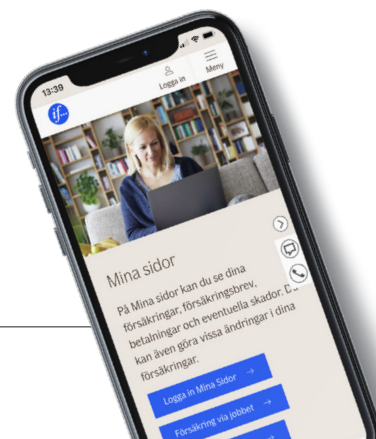 13:39
if...
Logga in
Meny
Mina sidor
På Mina sidor kan du se dina
försäkringar, försäkringsbrev,
betalningar och eventuella skador. Du
kan även göra vissa ändringar i dina
försäkringar.
Logga in Mina Sidor →
Försäkring via jobbet →